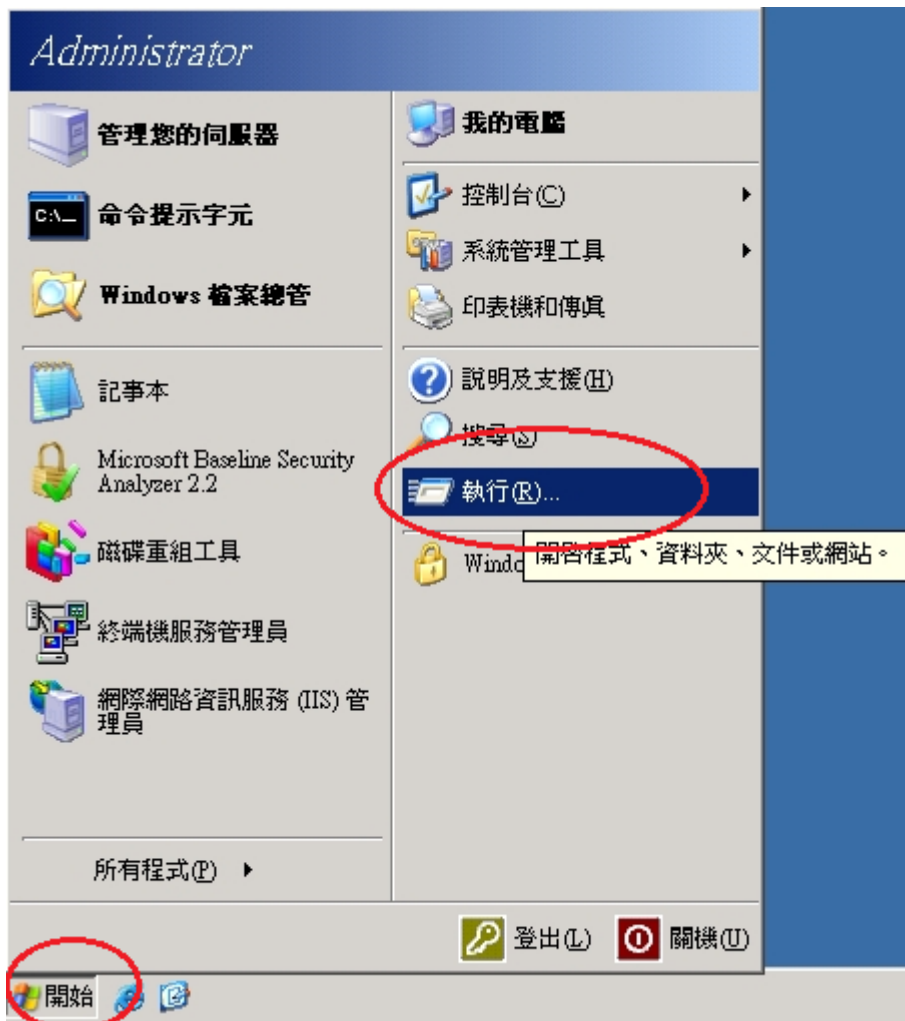 Administrator
管理您的伺服器
命令提示字元
Windows 檔案總管
記事本
Microsoft Baseline Security
Analyzer 2.2
磁碟重組工具
終端機服務管理員
網際網路資訊服務 (IIS) 管
理員
所有程式(P)
我的電腦
控制台(C)
系統管理工具
印表機和傳真
說明及支援(H)
搜尋(S)
執行(R)...
開啟程式、資料夾、文件或網站。
登出(L)
關機(U)
開始
C:\_